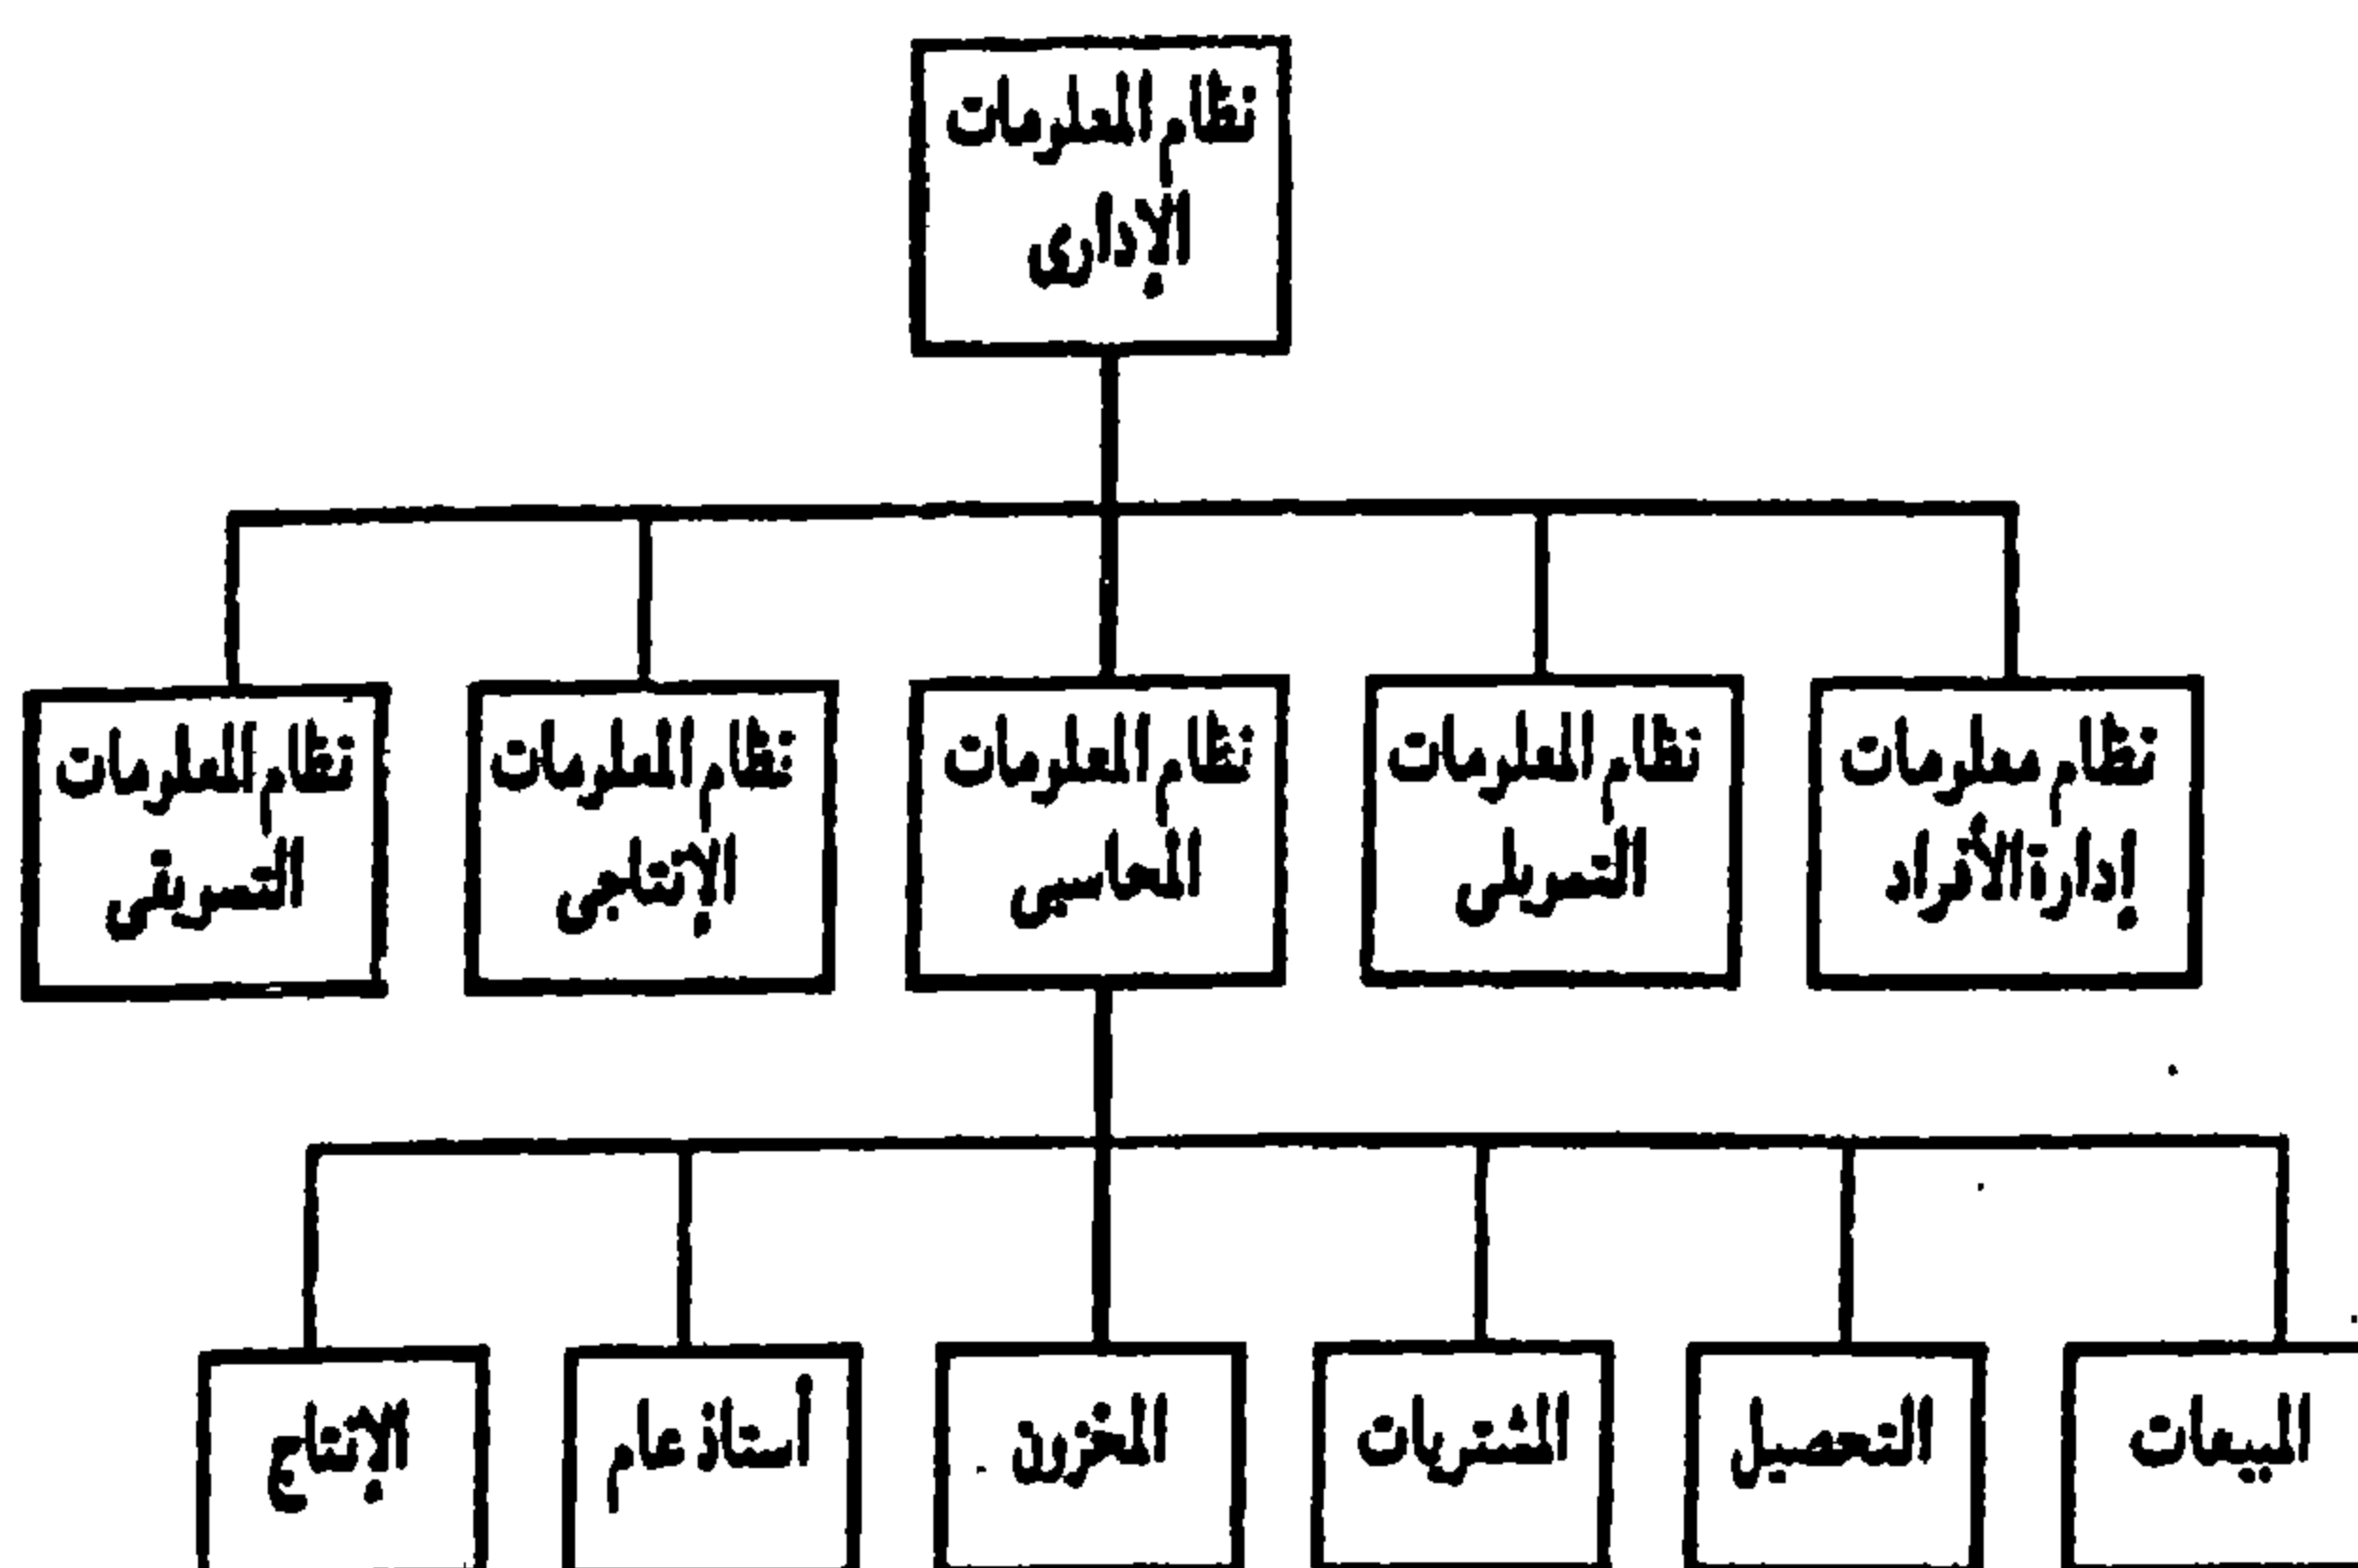 نظام المعلومات
الإدارى
نظام معلومات
إدارة الأفراد
نظام المعلومات
التمويلى
نظام المعلومات
المحاسبى
نظام المعلومات
الإنتاجى
نظام المعلومات
التسويقى
المبيعات
التحصيل
المشتريات
المخزون
أستاذ عام
الإنتاج